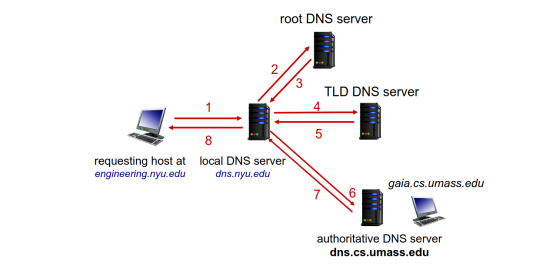 root DNS server
2
3
TLD DNS server
1
4
8
5
requesting host at
engineering.nyu.edu
local DNS server
dns.nyu.edu
6
7
gaia.cs.umass.edu
authoritative DNS server
dns.cs.umass.edu